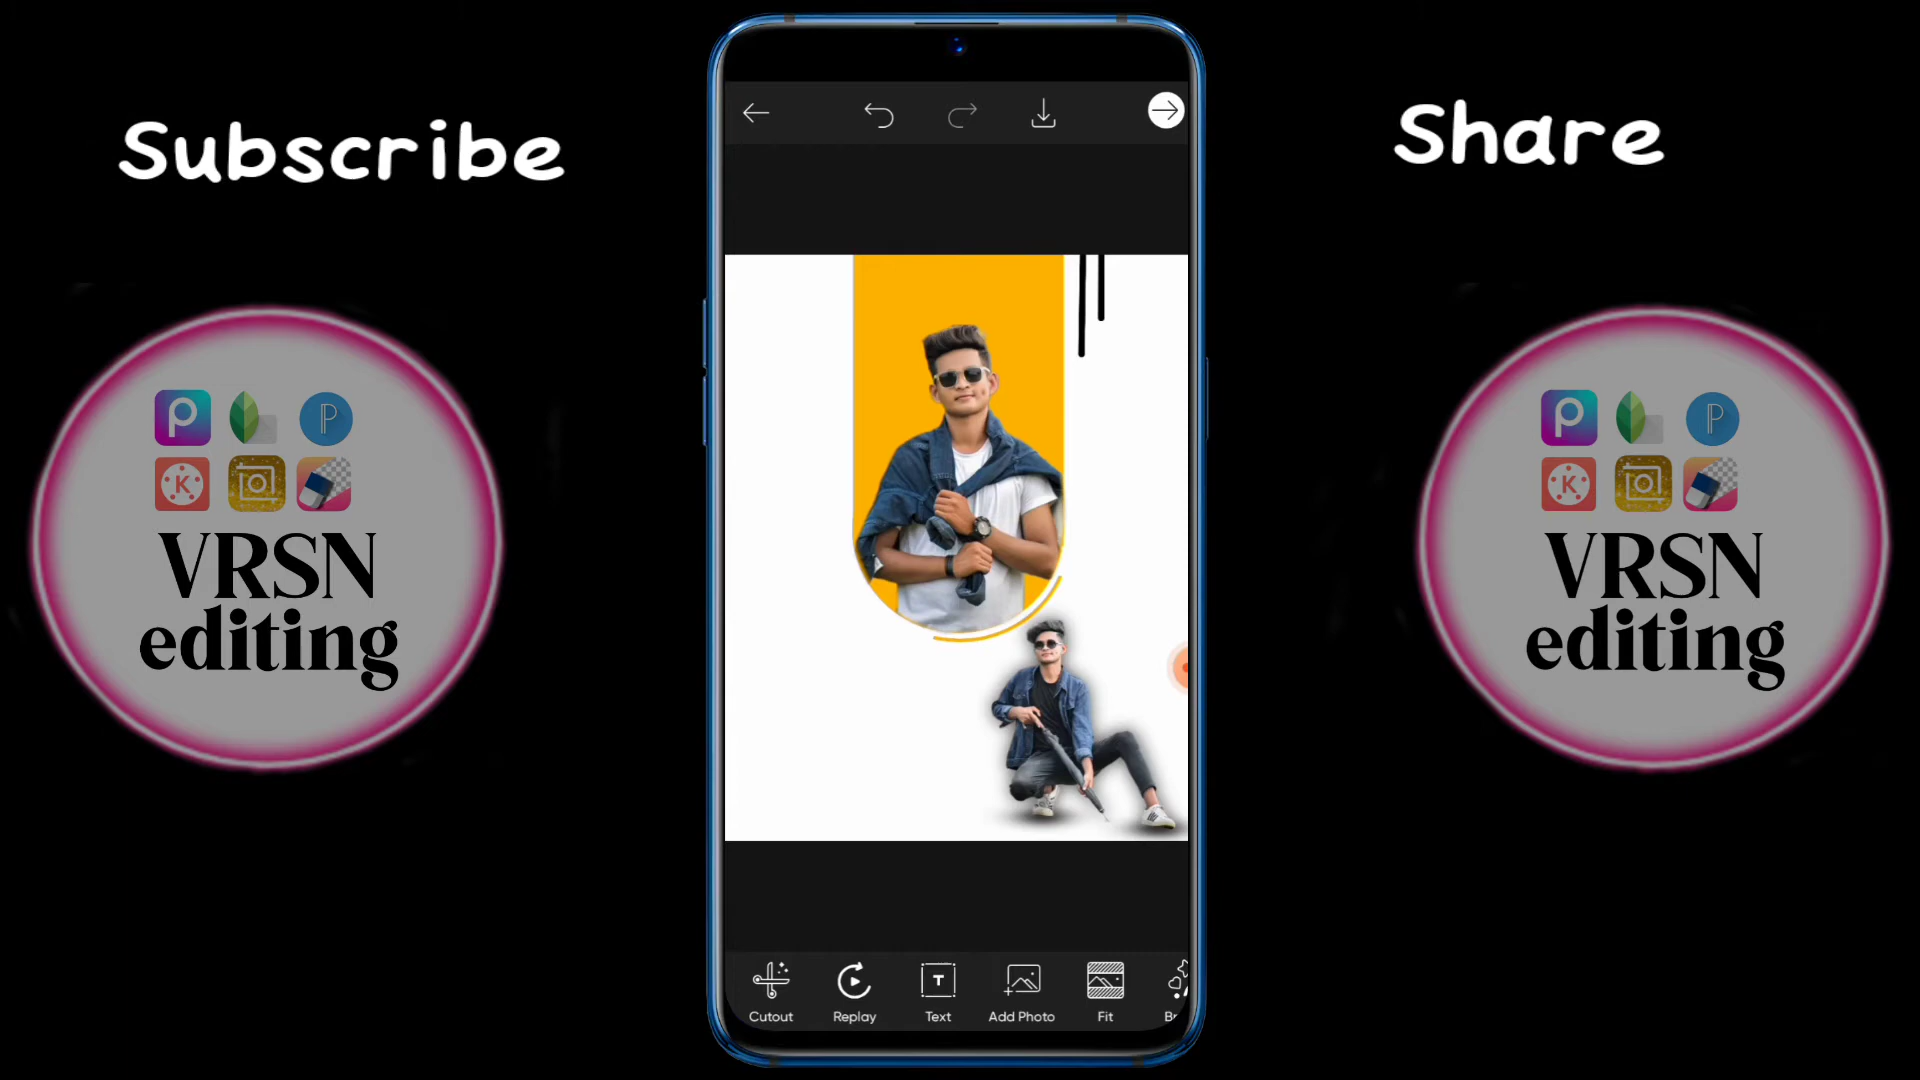 Subscribe
Share
P
P
K
VRSN
editing
P
P
K
VRSN
editing
T
Cutout
Replay
Text
Add Photo
Fit